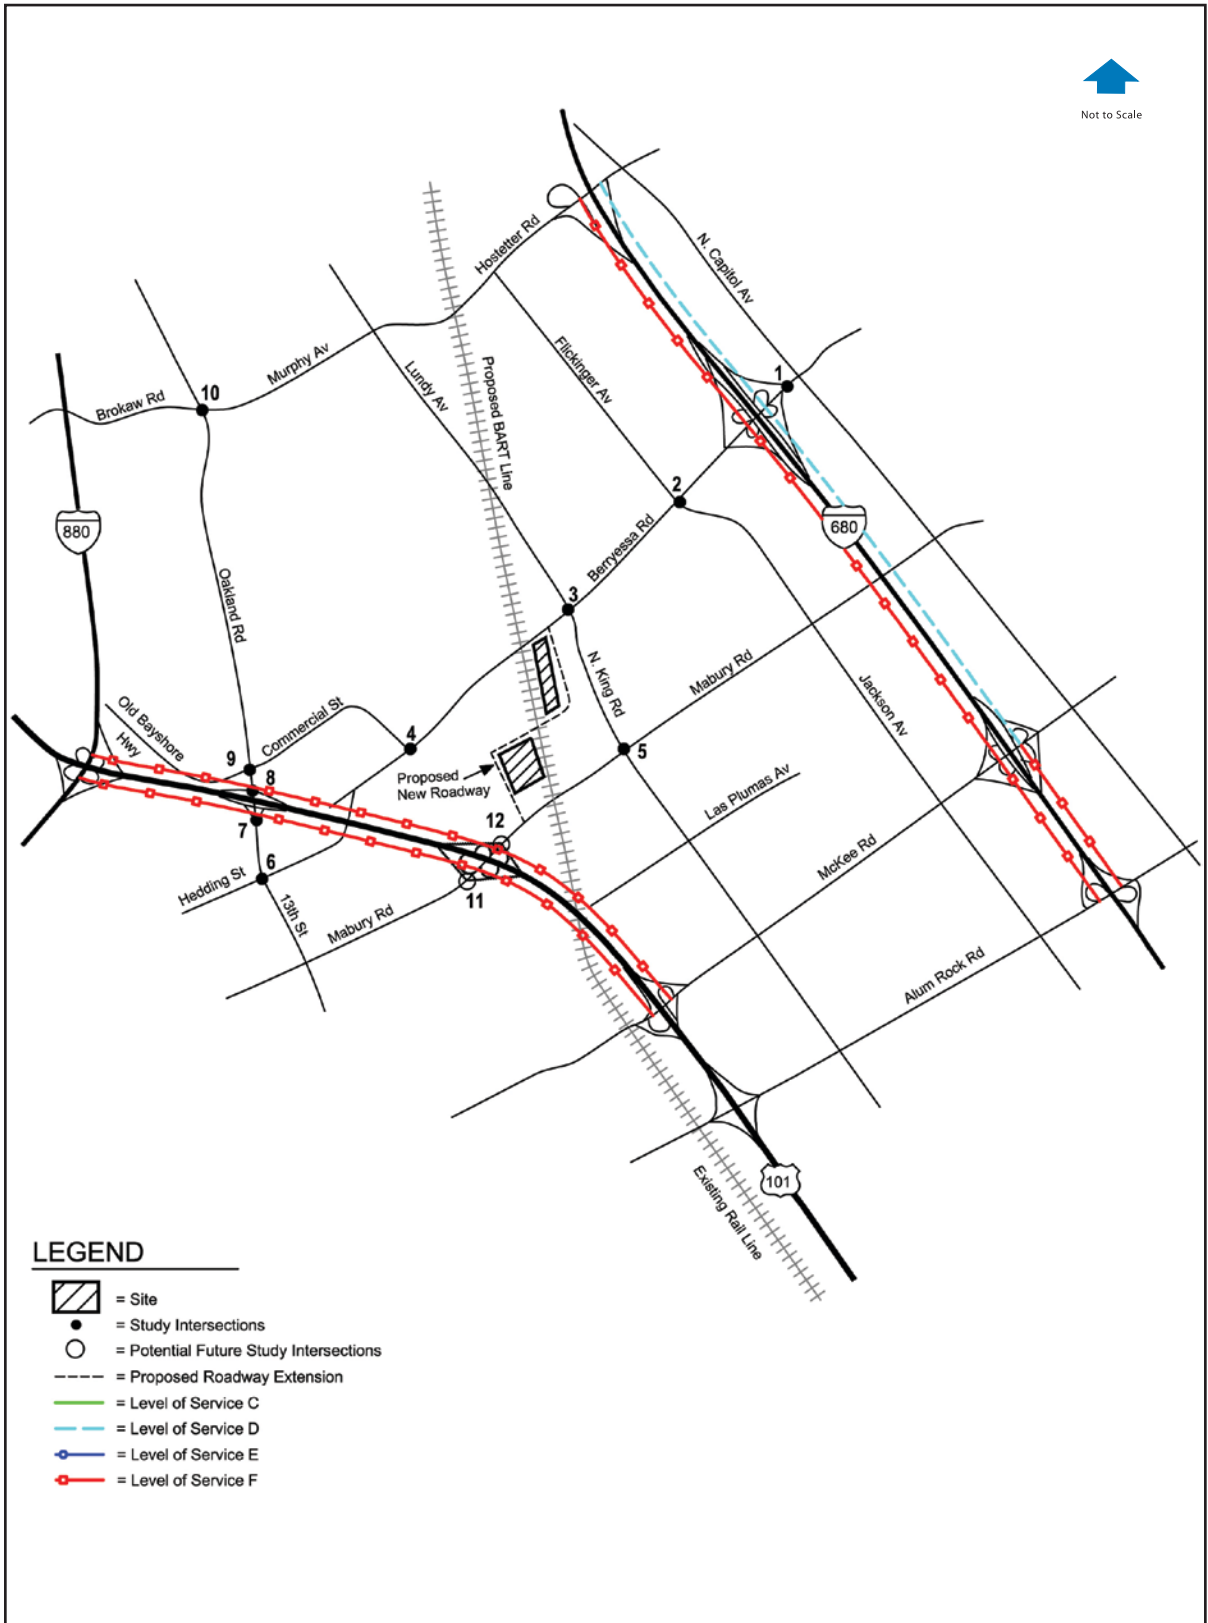 Not to Scale
Hostetter Rd
N. Capitol Av
1
Murphy Av
Brokaw Rd
10
Lundy Av
Proposed BART Line
Flickinger Av
2
880
680
Berryessa Rd
3
Oakland Rd
N. King Rd
Mabury Rd
Jackson Av
Old Bayshore
Hwy
Commercial St
4
5
9
8
Proposed
New Roadway
Las Plumas Av
7
12
McKee Rd
6
Hedding St
13th St
11
Mabury Rd
Alum Rock Rd
101
Existing Rail Line
LEGEND
= Site
= Study Intersections
= Potential Future Study Intersections
= Proposed Roadway Extension
= Level of Service C
= Level of Service D
= Level of Service E
= Level of Service F